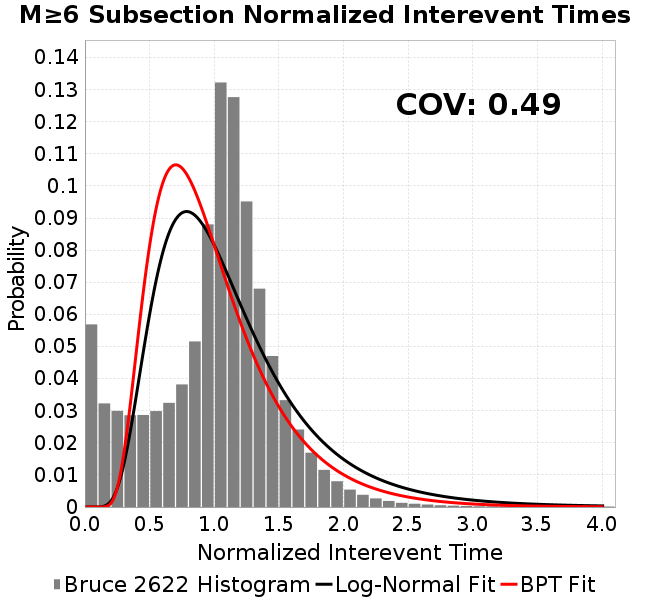 M≥6 Subsection Normalized Interevent Times
COV: 0.49
Probability
0.14
0.13
0.12
0.11
0.1
0.09
0.08
0.07
0.06
0.05
0.04
0.03
0.02
0.01
0
0.0 0.5 1.0 1.5 2.0 2.5 3.0 3.5 4.0
Normalized Interevent Time
Bruce 2622 Histogram Log-Normal Fit BPT Fit